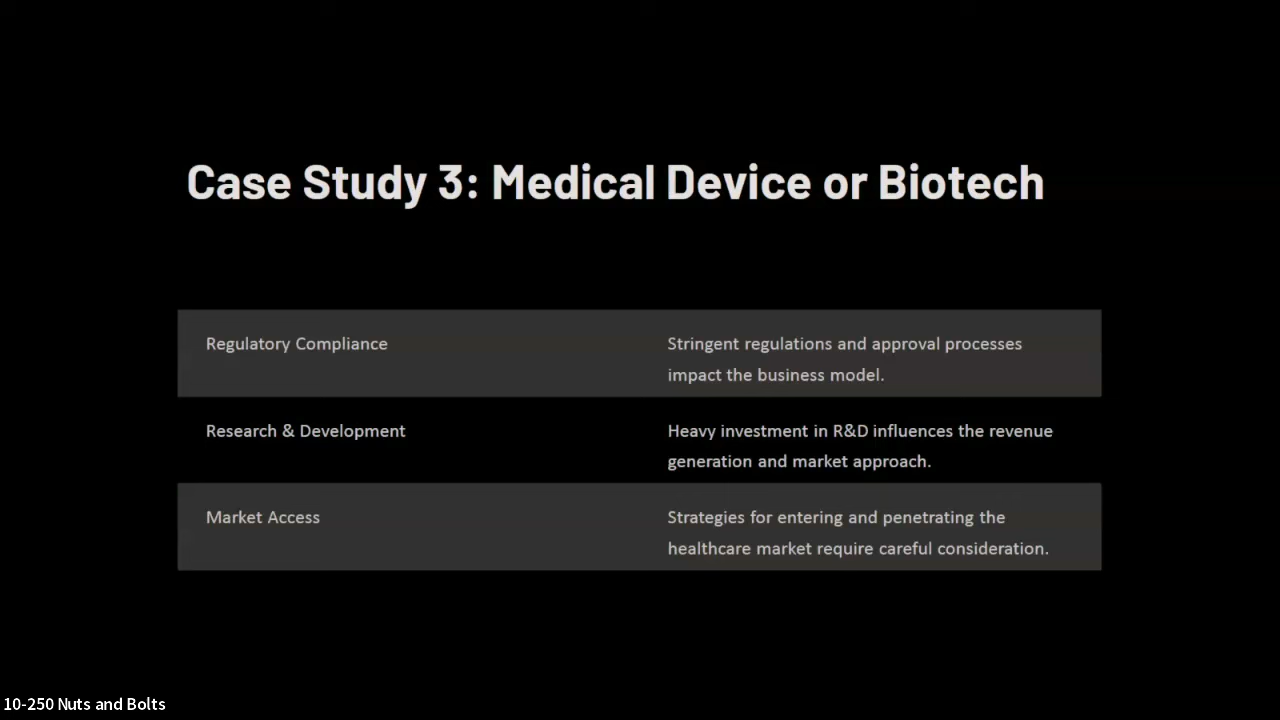 Case Study 3: Medical Device or Biotech
Regulatory Compliance
Stringent regulations and approval processes
impact the business model.
Research & Development
Heavy investment in R&D influences the revenue
generation and market approach.
Market Access
Strategies for entering and penetrating the
healthcare market require careful consideration.
10-250 Nuts and Bolts